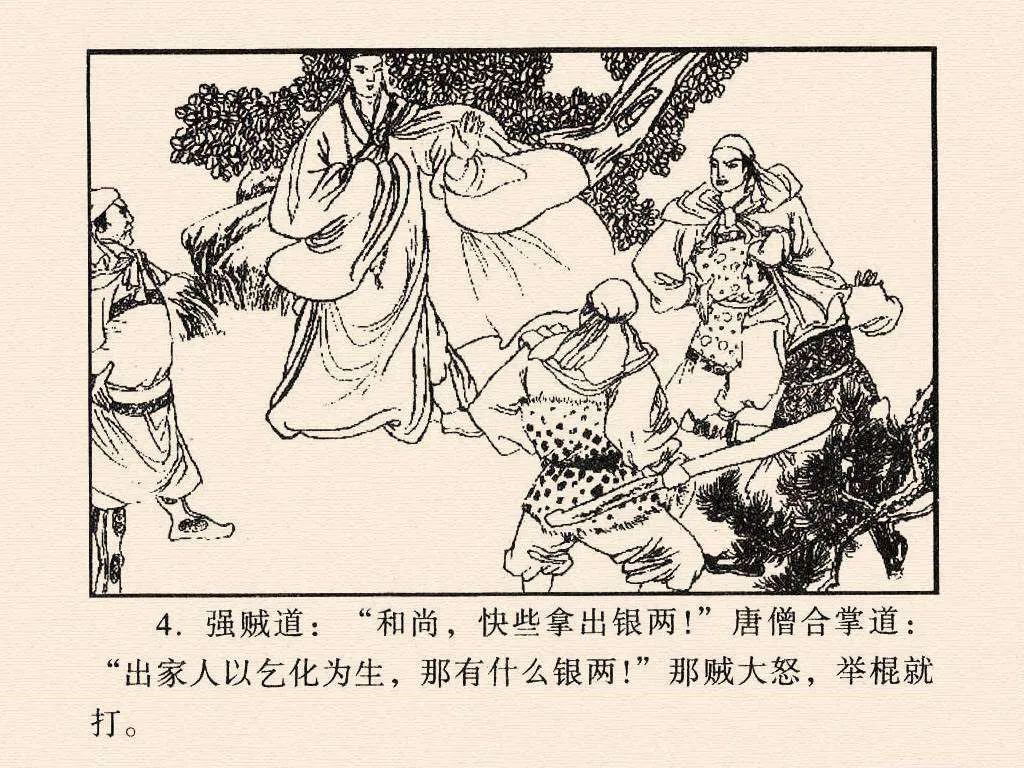 4. 强贼道：“和尚，快些拿出银两！”唐僧合掌道：
“出家人以乞化为生，那有什么银两！”那贼大怒，举棍就
打。